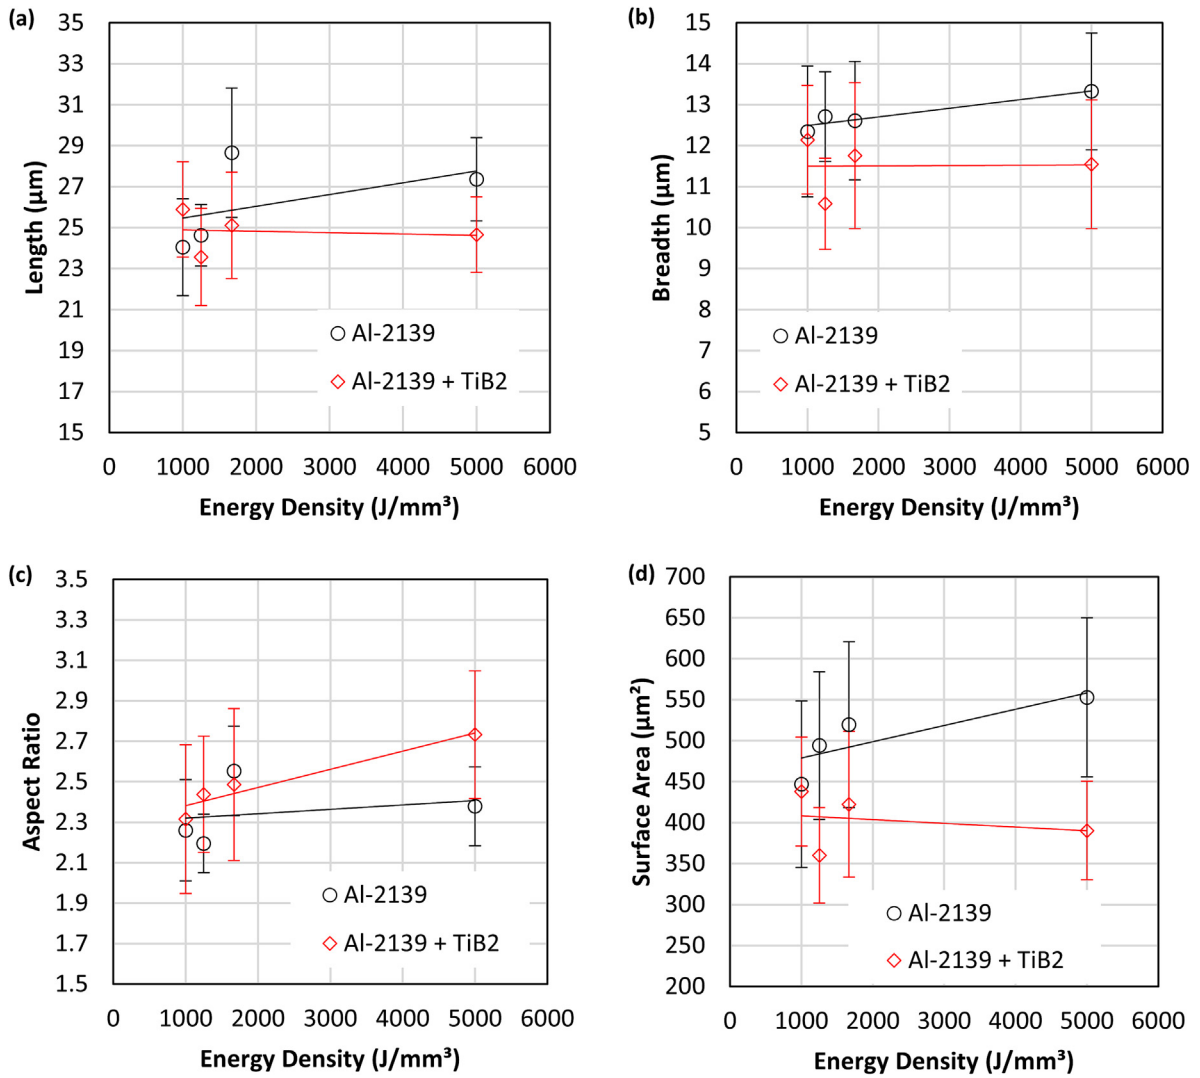 (a)
35
33
31
29
27
25
23
21
19
17
15
Length (µm)
Al-2139
Al-2139 + TiB2
0 1000 2000 3000 4000 5000 6000
Energy Density (J/mm³)
(b)
15
14
13
12
11
10
9
8
7
6
5
Breadth (µm)
Al-2139
Al-2139 + TiB2
0 1000 2000 3000 4000 5000 6000
Energy Density (J/mm³)
(c)
3.5
3.3
3.1
2.9
2.7
2.5
2.3
2.1
1.9
1.7
1.5
Aspect Ratio
Al-2139
Al-2139 + TiB2
0 1000 2000 3000 4000 5000 6000
Energy Density (J/mm³)
(d)
700
650
600
550
500
450
400
350
300
250
200
Surface Area (µm²)
Al-2139
Al-2139 + TiB2
0 1000 2000 3000 4000 5000 6000
Energy Density (J/mm³)